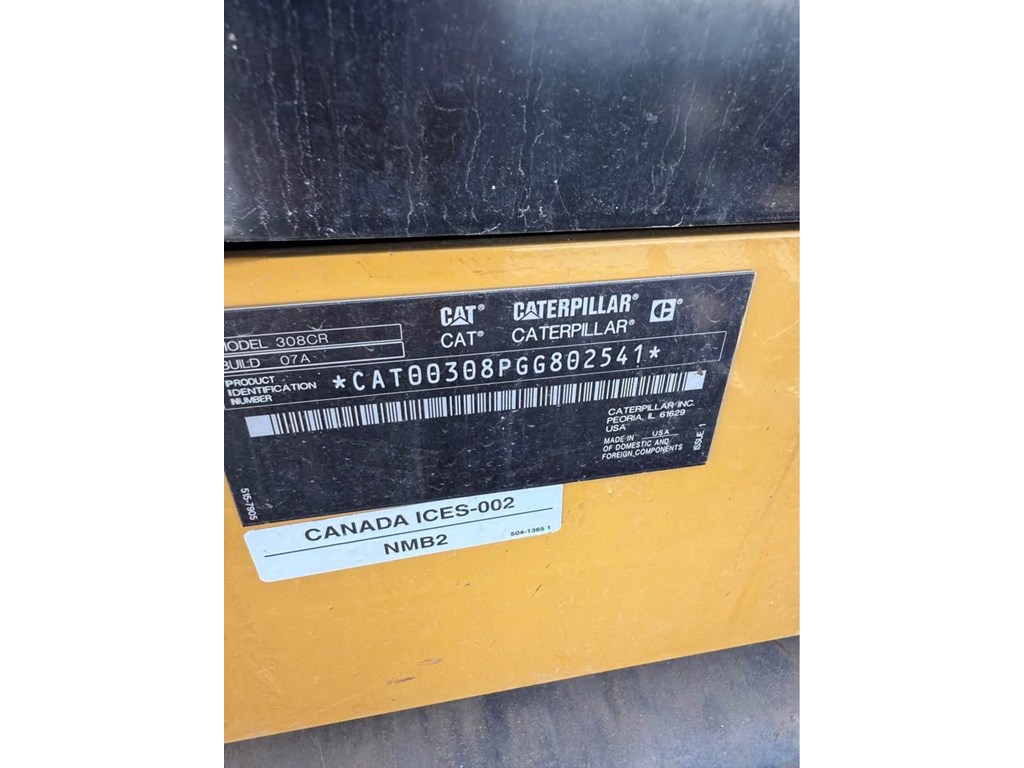 CAT® CATERPILLAR® C®
CAT® CATERPILLAR®
MODEL 308CR
BUILD 07A
PRODUCT
IDENTIFICATION
NUMBER
*CAT00308PGG802541*
CATERPILLAR INC.
PEORIA, IL 61629
USA
MADE IN USA
OF DOMESTIC AND
FOREIGN COMPONENTS
ISSUE 1
515-7905
CANADA ICES-002
NMB2
504-1365 1